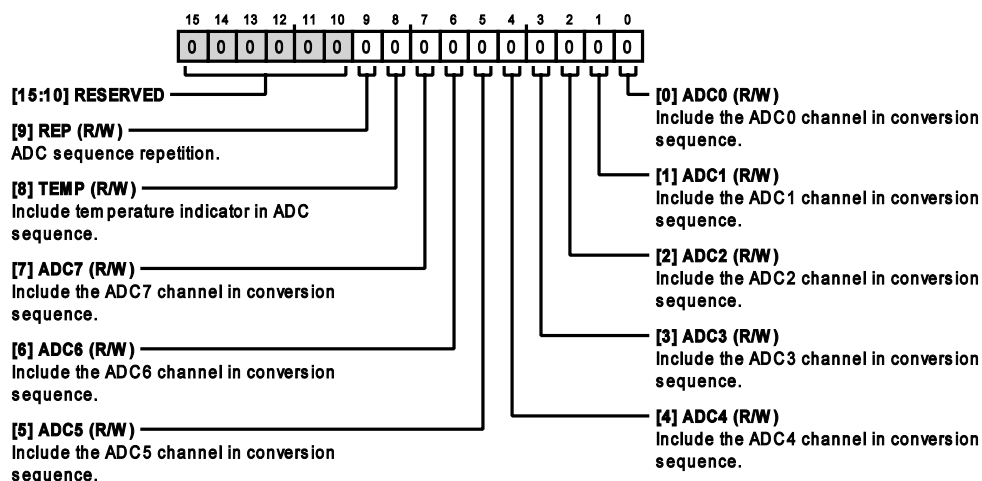 15 14 13 12 11 10 9 8 7 6 5 4 3 2 1 0
0 0 0 0 0 0 0 0 0 0 0 0 0 0 0 0
[15:10] RESERVED
[9] REP (R/W)
ADC sequence repetition.
[8] TEMP (R/W)
Include temperature indicator in ADC
sequence.
[7] ADC7 (R/W)
Include the ADC7 channel in conversion
sequence.
[6] ADC6 (R/W)
Include the ADC6 channel in conversion
sequence.
[5] ADC5 (R/W)
Include the ADC5 channel in conversion
sequence.
[0] ADC0 (R/W)
Include the ADC0 channel in conversion
sequence.
[1] ADC1 (R/W)
Include the ADC1 channel in conversion
sequence.
[2] ADC2 (R/W)
Include the ADC2 channel in conversion
sequence.
[3] ADC3 (R/W)
Include the ADC3 channel in conversion
sequence.
[4] ADC4 (R/W)
Include the ADC4 channel in conversion
sequence.